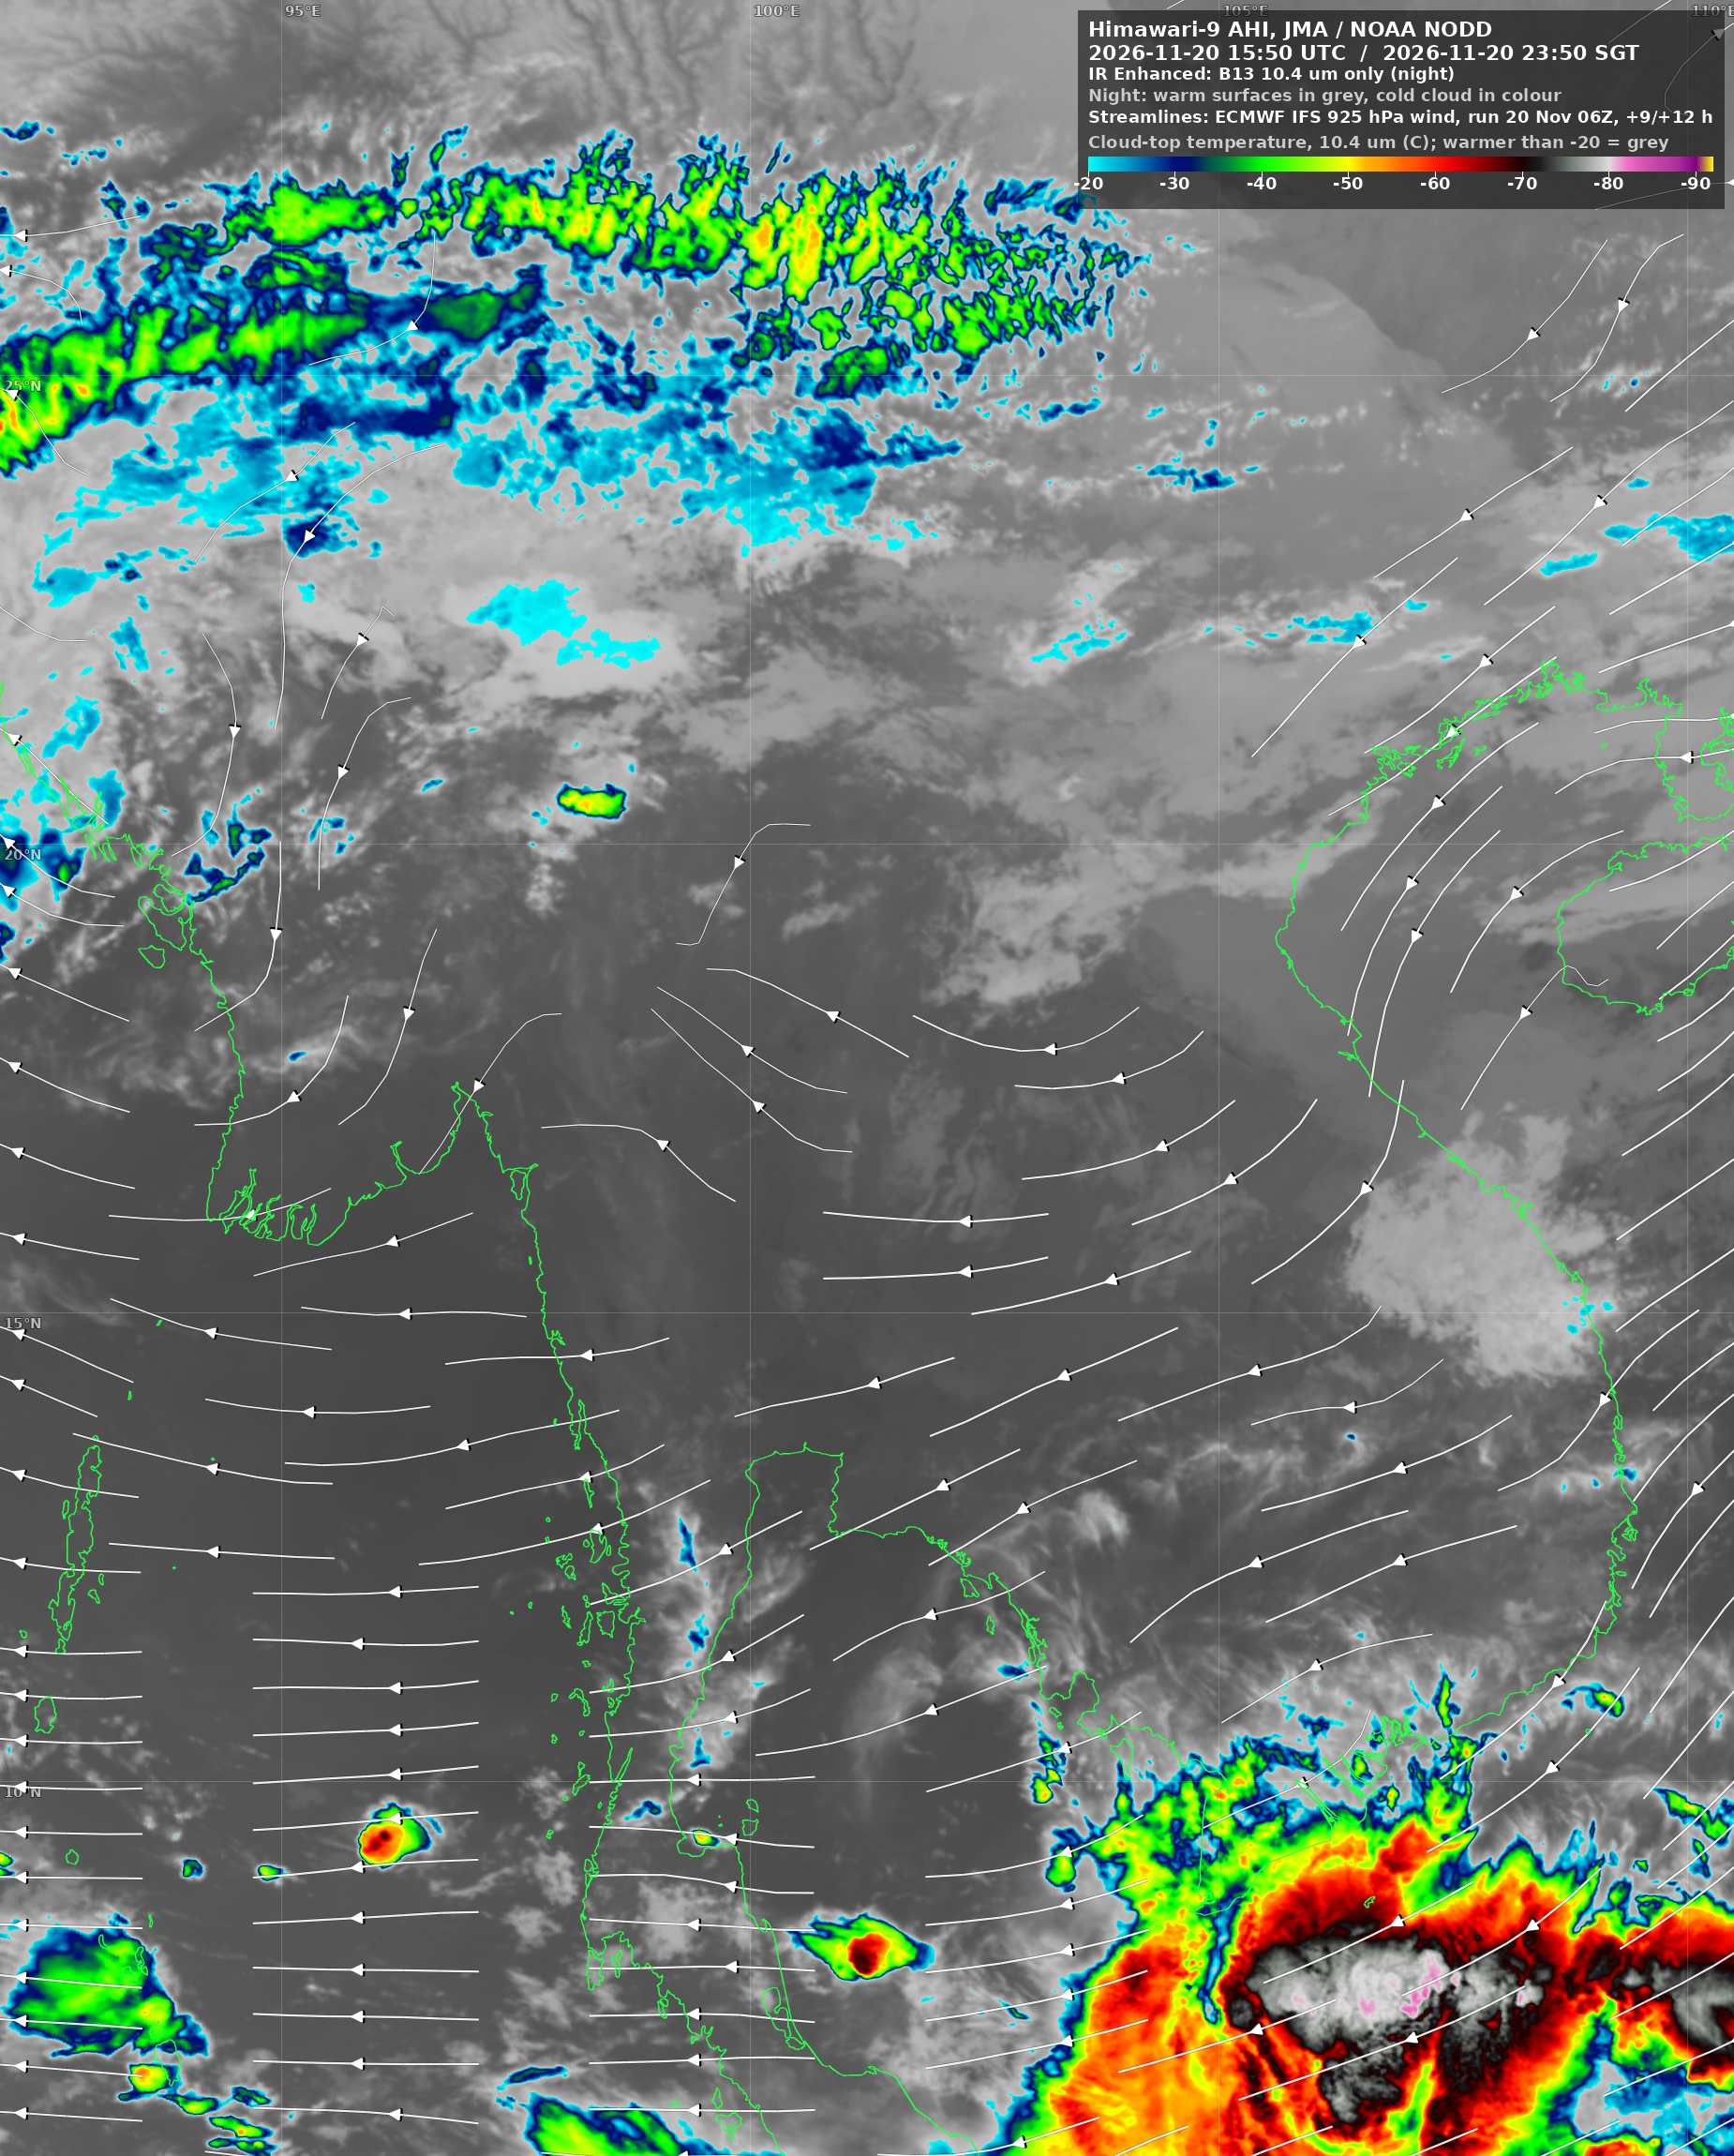 95°E
100°E
105°E
110°E
Himawari-9 AHI, JMA / NOAA NODD
2026-11-20 15:50 UTC / 2026-11-20 23:50 SGT
IR Enhanced: B13 10.4 um only (night)
Night: warm surfaces in grey, cold cloud in colour
Streamlines: ECMWF IFS 925 hPa wind, run 20 Nov 06Z, +9/+12 h
Cloud-top temperature, 10.4 um (C); warmer than -20 = grey
-20 -30 -40 -50 -60 -70 -80 -90
25°N
20°N
15°N
10°N